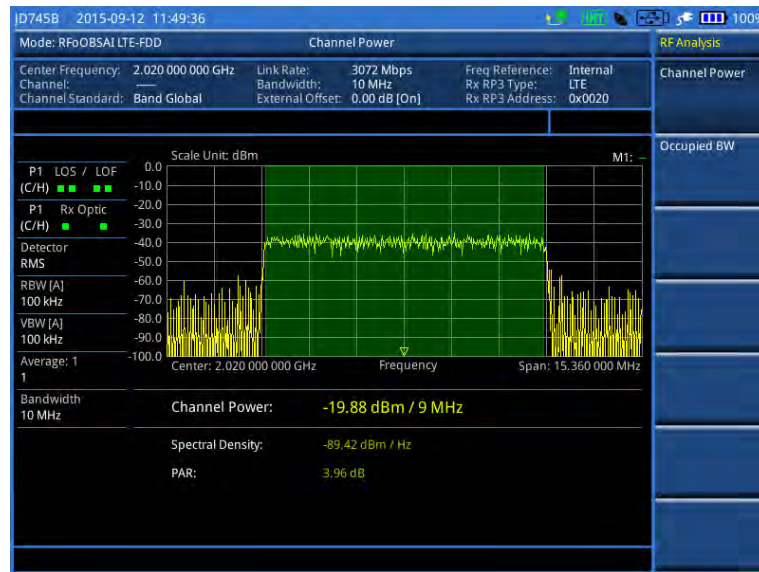 JD745B 2015-09-12 11:49:36 INT 100%
Mode: RFoOBSAI LTE-FDD Channel Power RF Analysis
Center Frequency: 2.020 000 000 GHz Link Rate: 3072 Mbps Freq Reference: Internal
Channel: ---- Bandwidth: 10 MHz Rx RP3 Type: LTE
Channel Standard: Band Global External Offset: 0.00 dB [On] Rx RP3 Address: 0x0020
Channel Power
Occupied BW
Scale Unit: dBm M1: --
P1 LOS / LOF
(C/H)
P1 Rx Optic
(C/H)
Detector
RMS
RBW [A]
100 kHz
VBW [A]
100 kHz
Average: 1
1
Bandwidth
10 MHz
0.0
-10.0
-20.0
-30.0
-40.0
-50.0
-60.0
-70.0
-80.0
-90.0
-100.0
Center: 2.020 000 000 GHz Frequency Span: 15.360 000 MHz
Channel Power: -19.88 dBm / 9 MHz
Spectral Density: -89.42 dBm / Hz
PAR: 3.96 dB